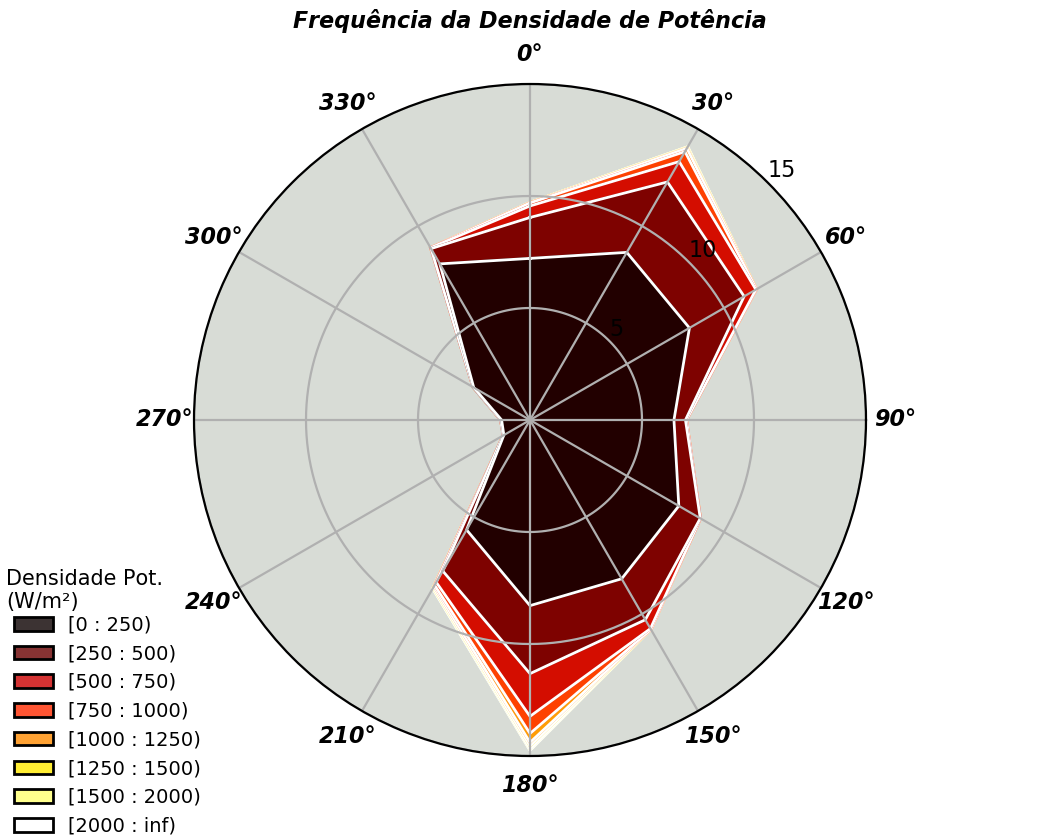 Frequência da Densidade de Potência
0°
330°
30°
15
300°
60°
10
5
270°
90°
240°
120°
210°
150°
180°
Densidade Pot.
(W/m²)
[0 : 250)
[250 : 500)
[500 : 750)
[750 : 1000)
[1000 : 1250)
[1250 : 1500)
[1500 : 2000)
[2000 : inf)